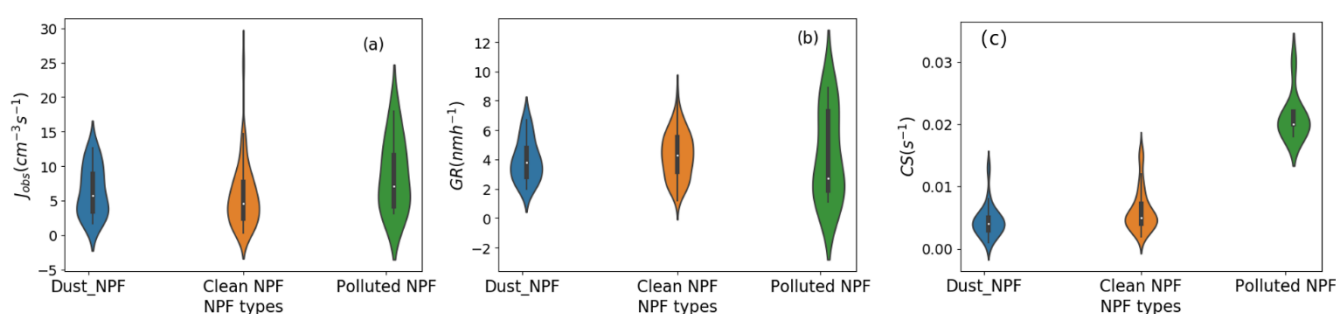 (a)
J_obs(cm^−3 s^−1)
30
25
20
15
10
5
0
−5
Dust_NPF Clean NPF Polluted NPF
NPF types
(b)
GR(nmh^−1)
12
10
8
6
4
2
0
−2
Dust_NPF Clean NPF Polluted NPF
NPF types
(c)
CS(s^−1)
0.03
0.02
0.01
0.00
Dust_NPF Clean NPF Polluted NPF
NPF types